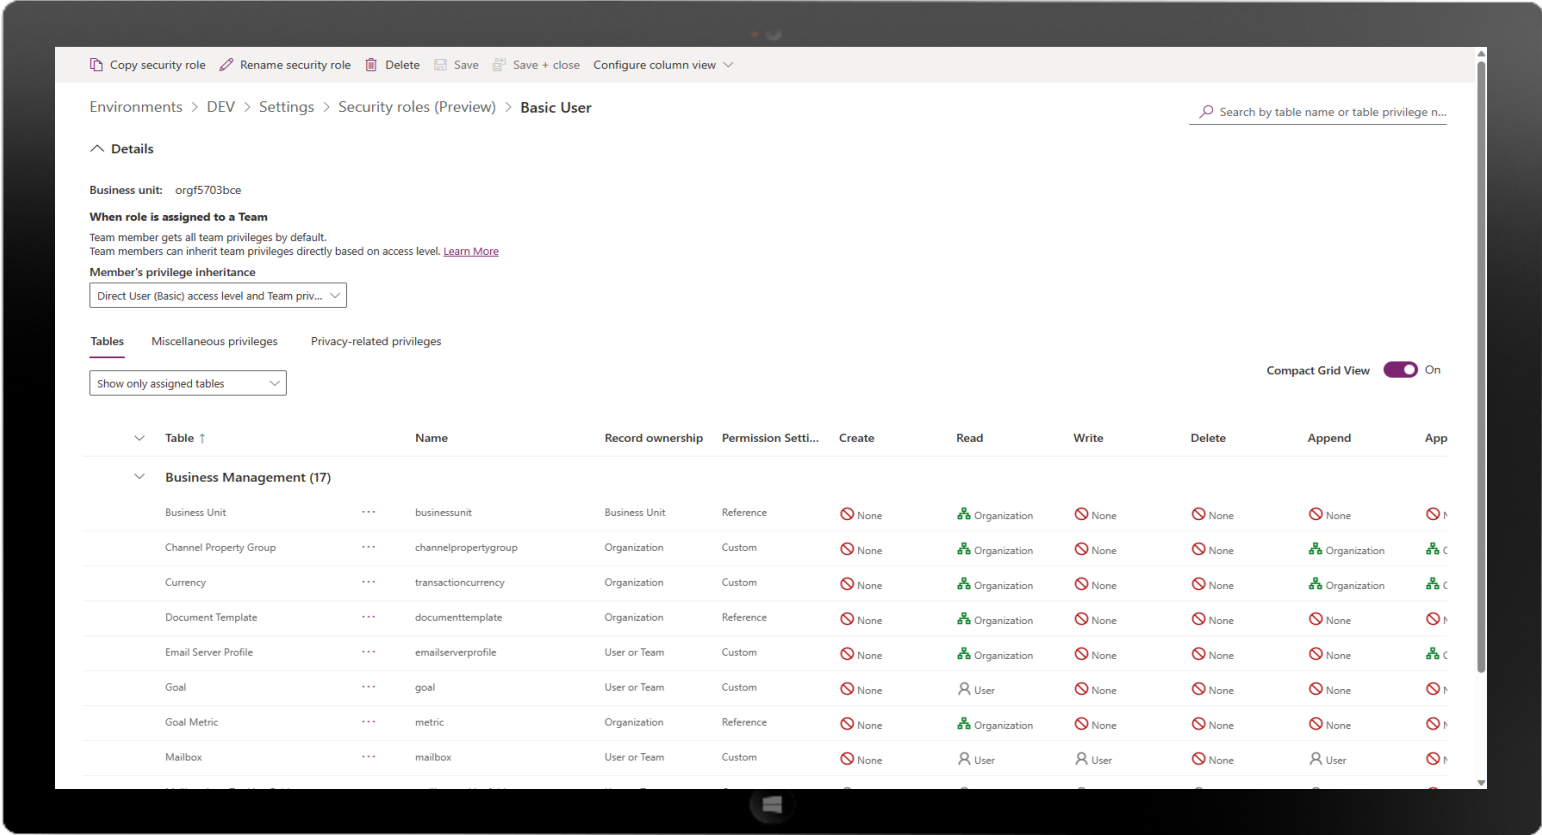 Copy security role Rename security role Delete Save Save + close Configure column view
Environments > DEV > Settings > Security roles (Preview) > Basic User
Search by table name or table privilege n...
Details
Business unit: orgf5703bce
When role is assigned to a Team
Team member gets all team privileges by default.
Team members can inherit team privileges directly based on access level. Learn More
Member's privilege inheritance
Direct User (Basic) access level and Team priv...
Tables Miscellaneous privileges Privacy-related privileges
Compact Grid View On
Show only assigned tables
Table ↑ Name Record ownership Permission Setti... Create Read Write Delete Append App
Business Management (17)
Business Unit ... businessunit Business Unit Reference None Organization None None None N
Channel Property Group ... channelpropertygroup Organization Custom None Organization None None Organization
Currency ... transactioncurrency Organization Custom None Organization None None Organization
Document Template ... documenttemplate Organization Reference None Organization None None None N
Email Server Profile ... emailserverprofile User or Team Custom None Organization None None None
Goal ... goal User or Team Custom None User None None None N
Goal Metric ... metric Organization Reference None Organization None None None N
Mailbox ... mailbox User or Team Custom None User User None User N